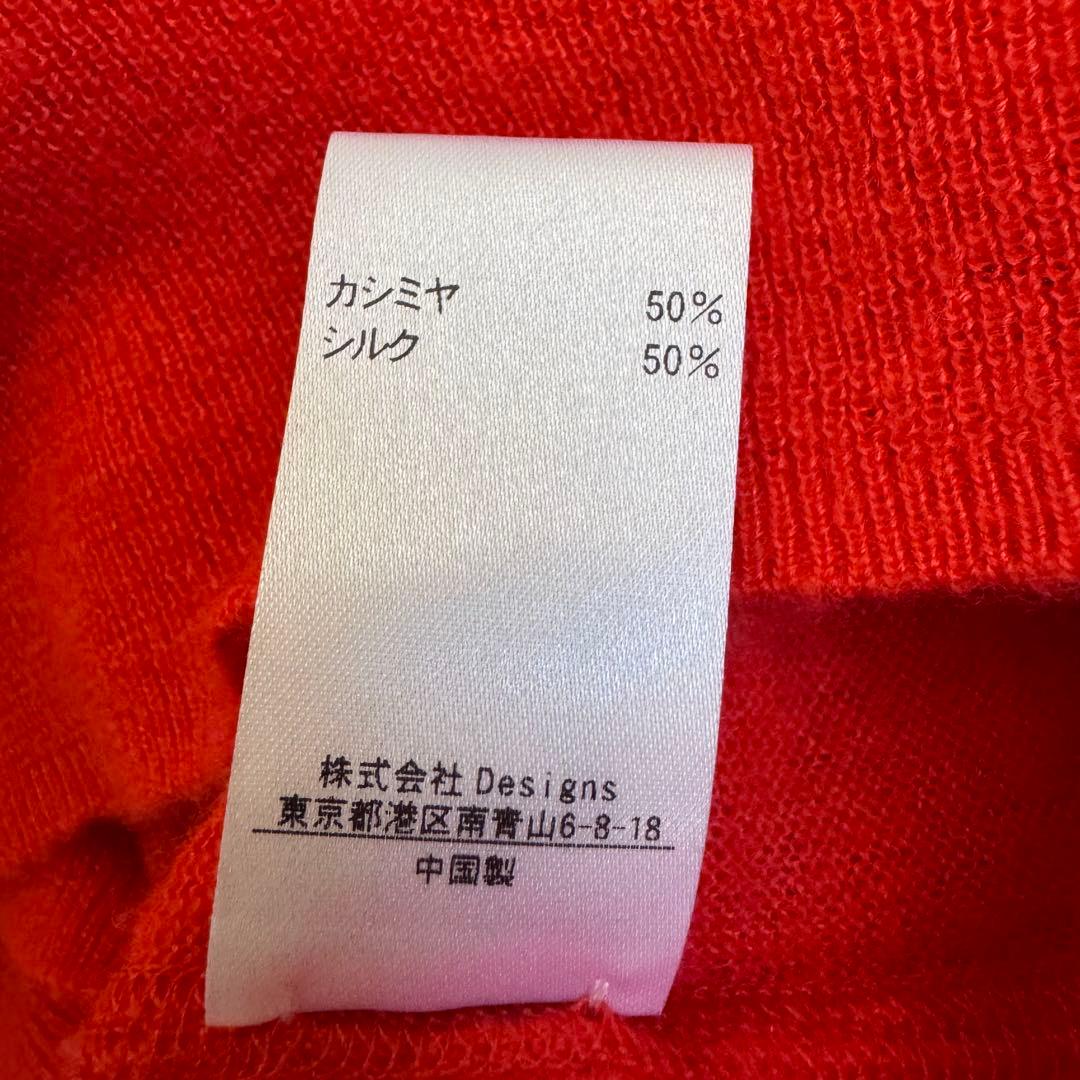 カシミヤ 50%
シルク 50%
株式会社 Designs
東京都港区南青山6-8-18
中国製